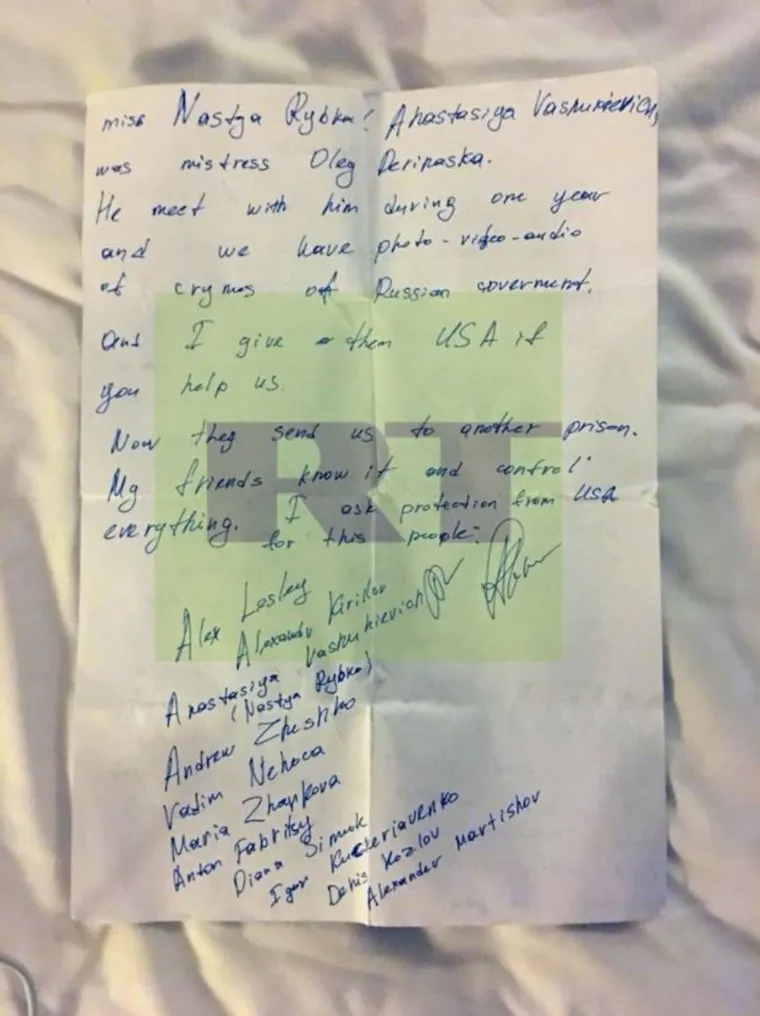 miss Nastya Rybka! Anastasiya Vashukievich,
was mistress Oleg Deripaska.
He meet with him during one year
and we have photo-video-audio
of crymes of Russian goverment.
And I give them USA if
you help us.
Now they send us to another prison.
My friends know it and control
everything. I ask protection from USA
for this people:
Alex Lesley
Alexandr Kirillov
Anastasiya Vashukievich
(Nastya Rybka)
Andrew Zheshko
Vadim Nehoca
Maria Zharkova
Anton Fabritsy
Diana Simuk
Igor Kucheriavenko
Denis Kozlov
Alexander Martishov
RT